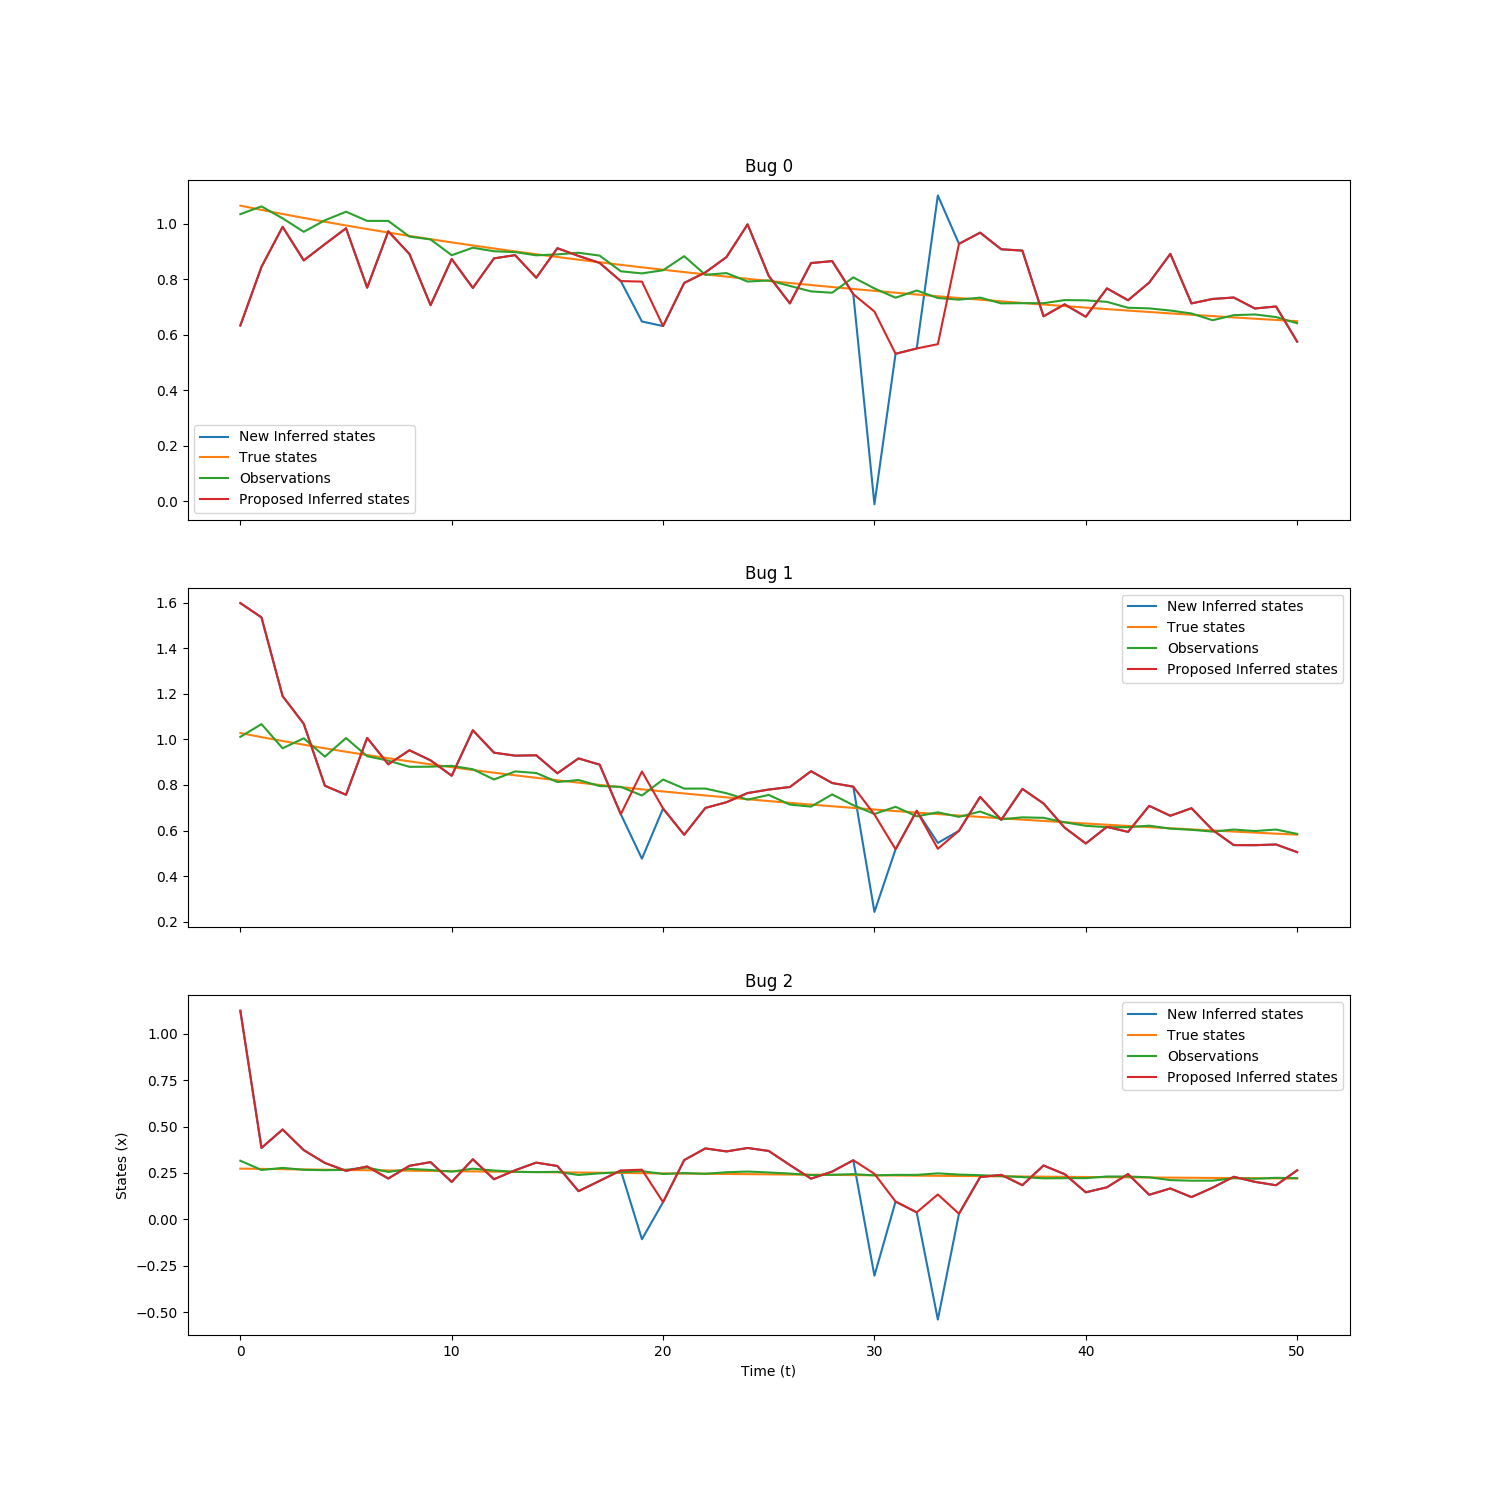 Bug 0
1.0
0.8
0.6
0.4
0.2
0.0
New Inferred states
True states
Observations
Proposed Inferred states
Bug 1
1.6
1.4
1.2
1.0
0.8
0.6
0.4
0.2
New Inferred states
True states
Observations
Proposed Inferred states
Bug 2
1.00
0.75
0.50
0.25
0.00
−0.25
−0.50
States (x)
New Inferred states
True states
Observations
Proposed Inferred states
0 10 20 30 40 50
Time (t)